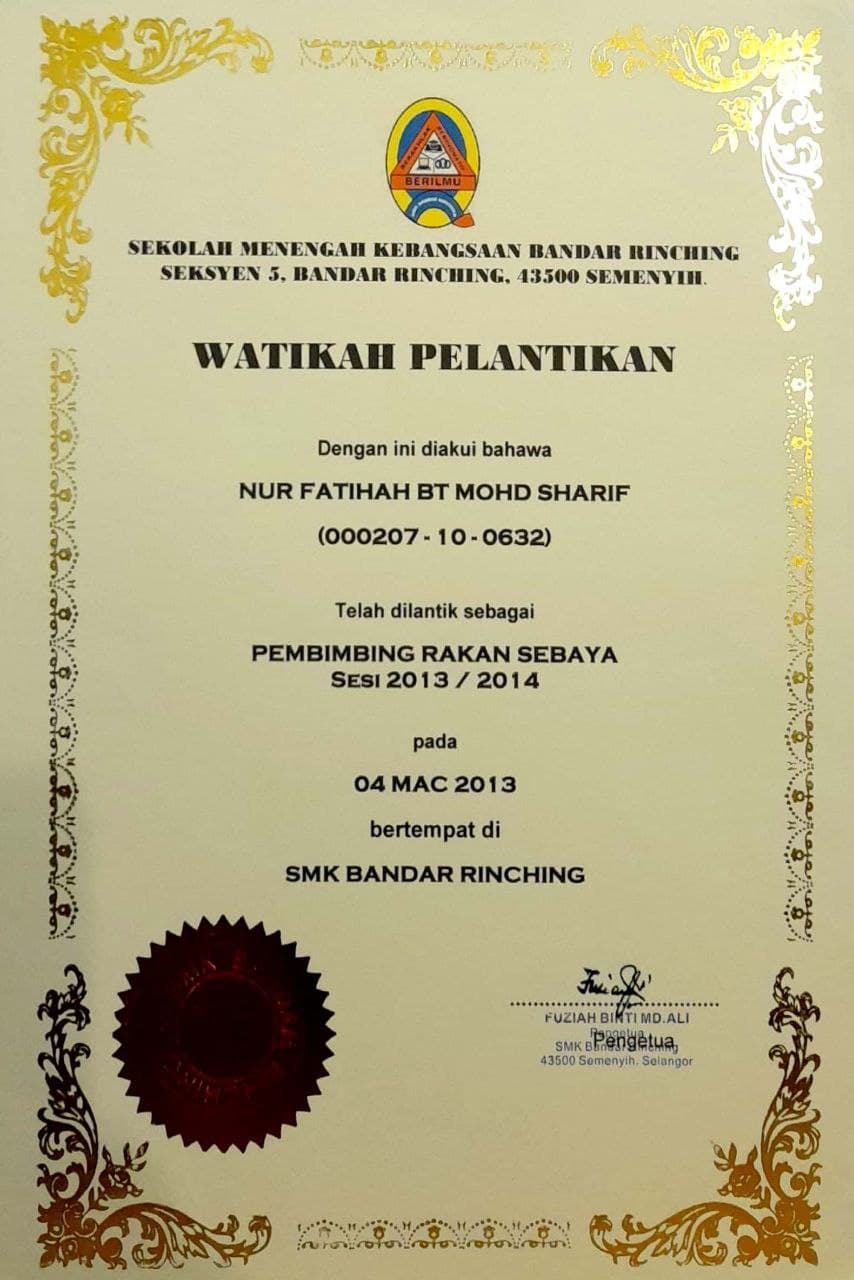 BERAKHLAK
BERILMU
SEKOLAH MENENGAH KEBANGSAAN BANDAR RINCHING
SEKSYEN 5, BANDAR RINCHING, 43500 SEMENYIH.
WATIKAH PELANTIKAN
Dengan ini diakui bahawa
NUR FATIHAH BT MOHD SHARIF
(000207 - 10 - 0632)
Telah dilantik sebagai
PEMBIMBING RAKAN SEBAYA
SESI 2013 / 2014
pada
04 MAC 2013
bertempat di
SMK BANDAR RINCHING
FUZIAH BINTI MD.ALI
Pengetua
Pengetua
SMK Bandar Rinching
43500 Semenyih, Selangor